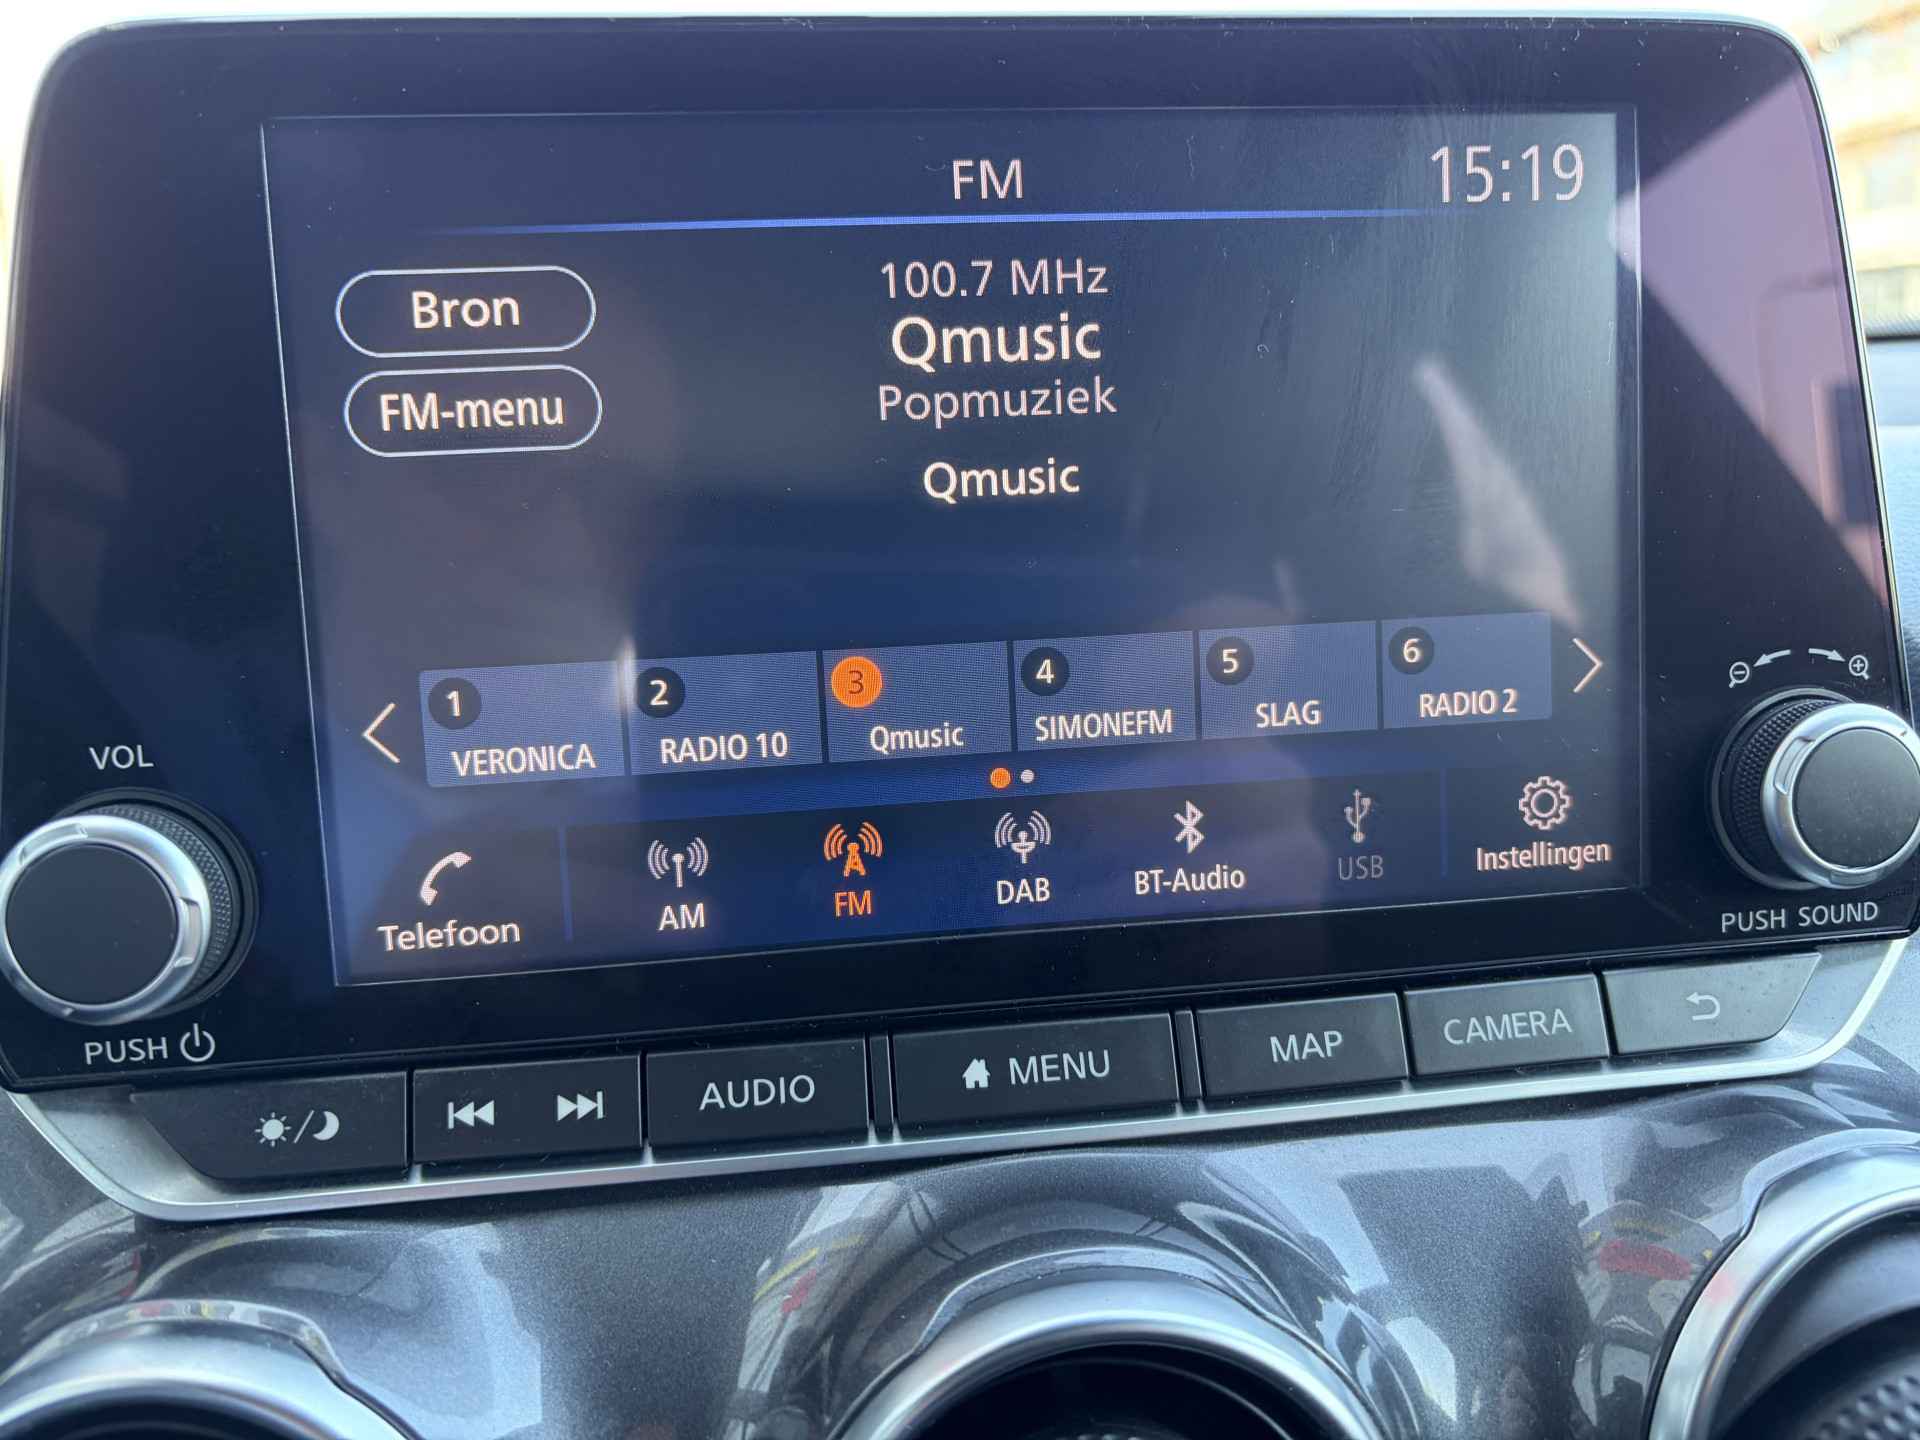 FM
15:19
Bron
100.7 MHz
Qmusic
FM-menu
Popmuziek
Qmusic
1 VERONICA
2 RADIO 10
3 Qmusic
4 SIMONEFM
5 SLAG
6 RADIO 2
VOL
Telefoon
AM
FM
DAB
BT-Audio
USB
Instellingen
PUSH
PUSH SOUND
AUDIO
MENU
MAP
CAMERA